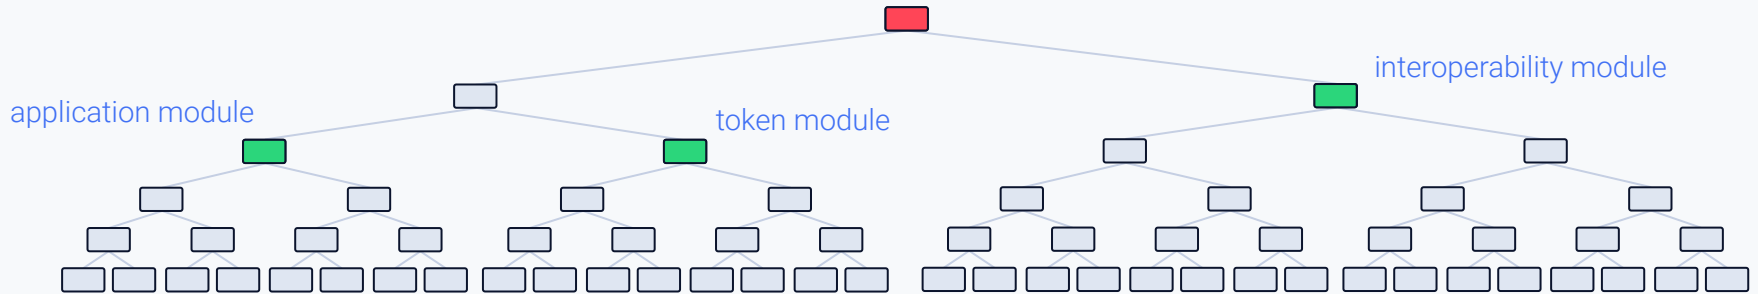 interoperability module
application module
token module